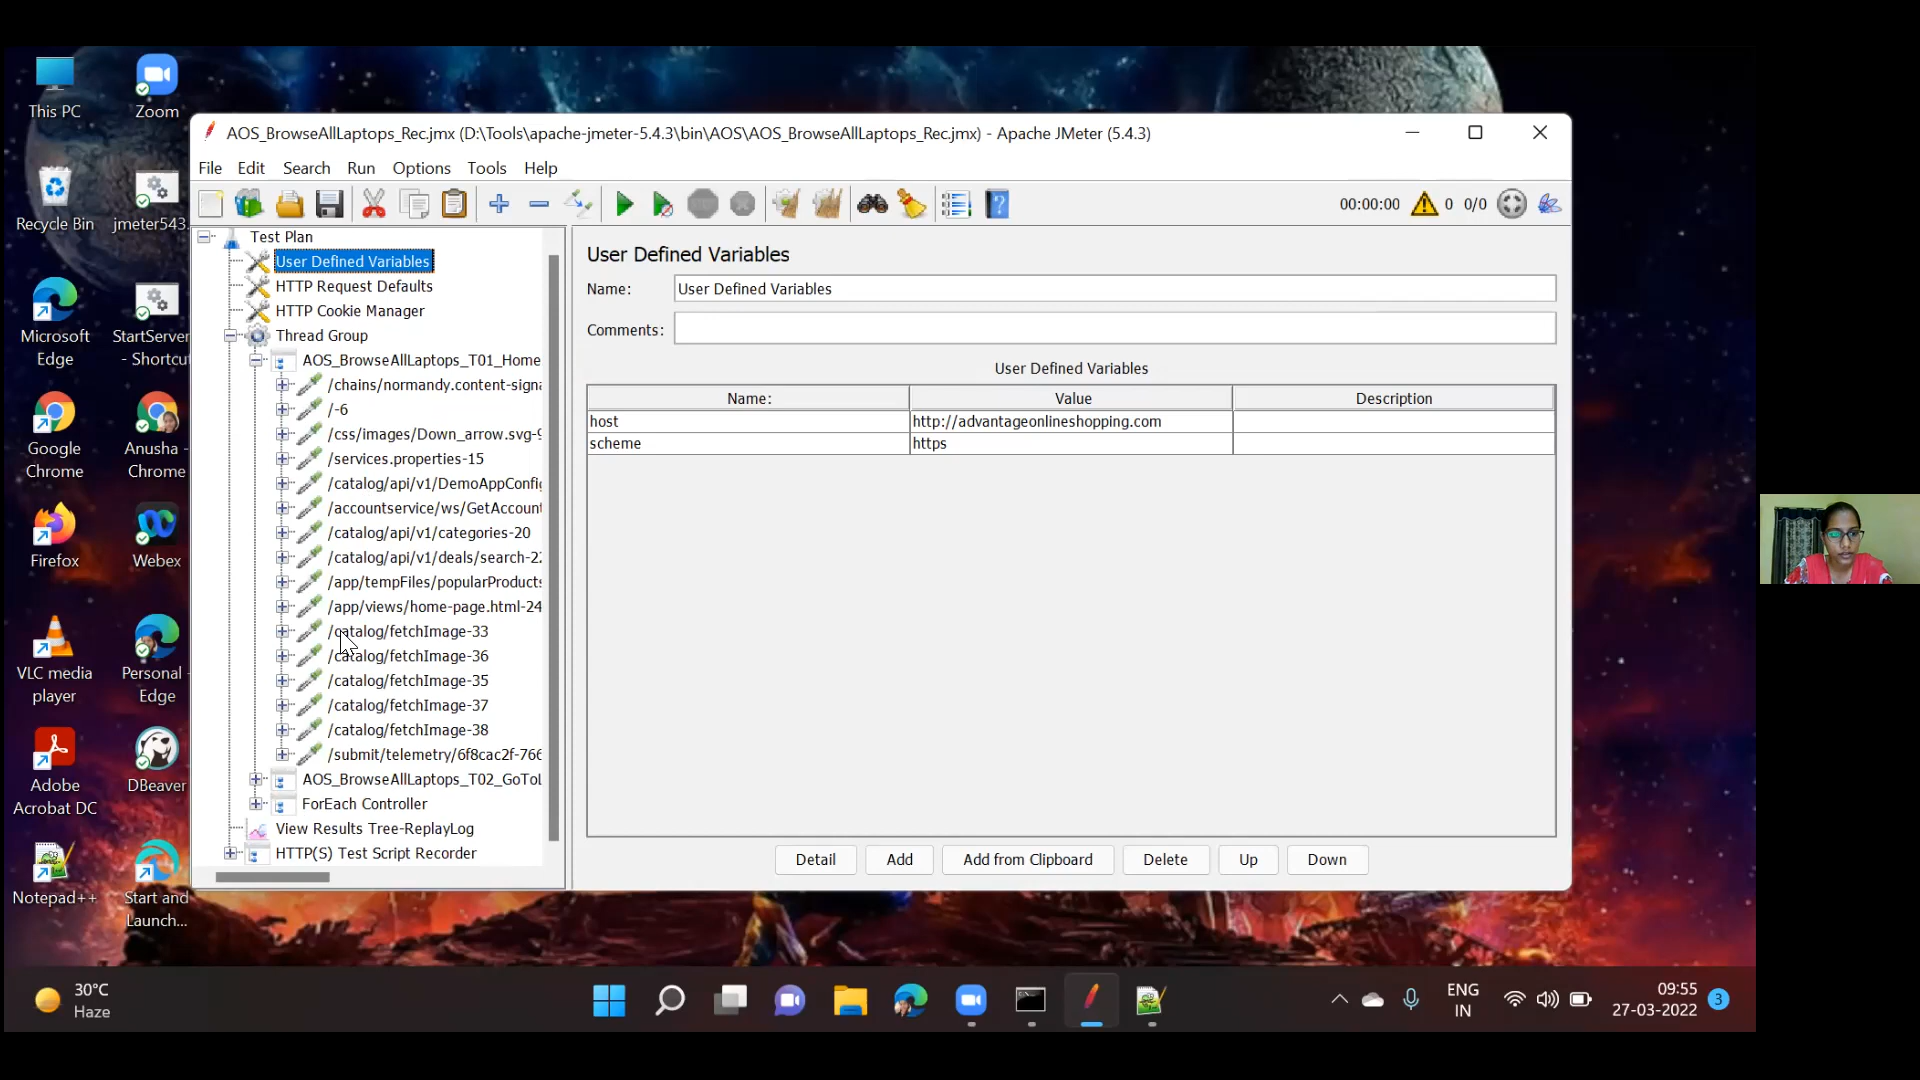 This PC
Zoom
Recycle Bin
jmeter543.
Microsoft
Edge
StartServer
- Shortcut
Google
Chrome
Anusha -
Chrome
Firefox
Webex
VLC media
player
Personal -
Edge
Adobe
Acrobat DC
DBeaver
Notepad++
Start and
Launch...
AOS_BrowseAllLaptops_Rec.jmx (D:\Tools\apache-jmeter-5.4.3\bin\AOS\AOS_BrowseAllLaptops_Rec.jmx) - Apache JMeter (5.4.3)
File Edit Search Run Options Tools Help
00:00:00 0 0/0
Test Plan
User Defined Variables
HTTP Request Defaults
HTTP Cookie Manager
Thread Group
AOS_BrowseAllLaptops_T01_Home
/chains/normandy.content-signa
/-6
/css/images/Down_arrow.svg-9
/services.properties-15
/catalog/api/v1/DemoAppConfig
/accountservice/ws/GetAccount
/catalog/api/v1/categories-20
/catalog/api/v1/deals/search-22
/app/tempFiles/popularProducts
/app/views/home-page.html-24
/catalog/fetchImage-33
/catalog/fetchImage-36
/catalog/fetchImage-35
/catalog/fetchImage-37
/catalog/fetchImage-38
/submit/telemetry/6f8cac2f-766
AOS_BrowseAllLaptops_T02_GoToL
ForEach Controller
View Results Tree-ReplayLog
HTTP(S) Test Script Recorder
User Defined Variables
Name: User Defined Variables
Comments:
User Defined Variables
Name: Value Description
host http://advantageonlineshopping.com
scheme https
Detail Add Add from Clipboard Delete Up Down
30°C
Haze
ENG
IN
09:55
27-03-2022
3